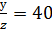 y/z = 40